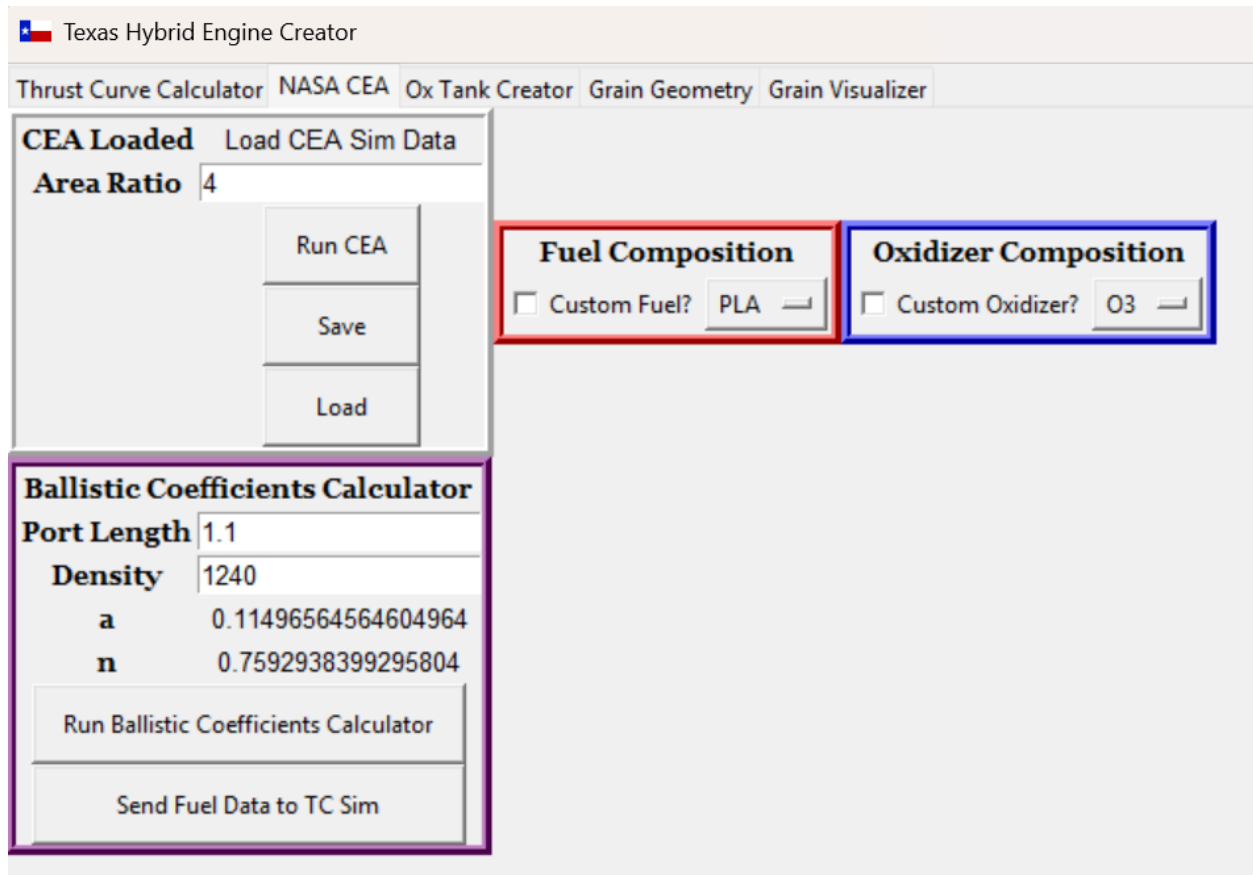 Texas Hybrid Engine Creator
Thrust Curve Calculator NASA CEA Ox Tank Creator Grain Geometry Grain Visualizer
CEA Loaded Load CEA Sim Data
Area Ratio 4
Run CEA
Save
Load
Fuel Composition
Custom Fuel? PLA
Oxidizer Composition
Custom Oxidizer? O3
Ballistic Coefficients Calculator
Port Length 1.1
Density 1240
a 0.11496564564604964
n 0.7592938399295804
Run Ballistic Coefficients Calculator
Send Fuel Data to TC Sim